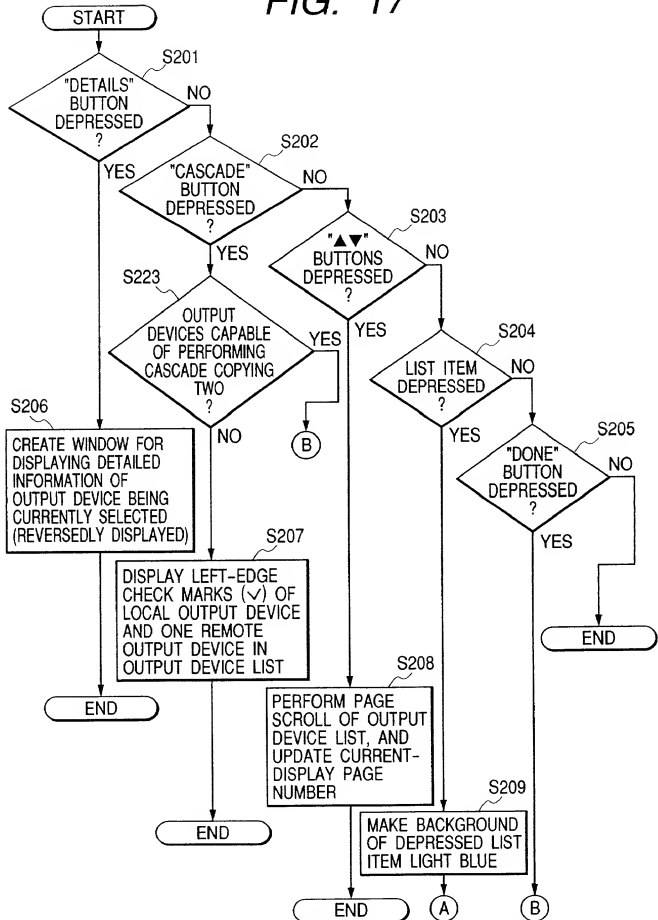 FIG. 17
START
S201
"DETAILS"
BUTTON
DEPRESSED
?
NO
YES
S202
"CASCADE"
BUTTON
DEPRESSED
?
NO
YES
S203
"▲▼"
BUTTONS
DEPRESSED
?
NO
YES
S223
OUTPUT
DEVICES CAPABLE
OF PERFORMING
CASCADE COPYING
TWO
?
YES
NO
B
S204
LIST ITEM
DEPRESSED
?
NO
YES
S205
"DONE"
BUTTON
DEPRESSED
?
NO
YES
END
S206
CREATE WINDOW FOR
DISPLAYING DETAILED
INFORMATION OF
OUTPUT DEVICE BEING
CURRENTLY SELECTED
(REVERSEDLY DISPLAYED)
END
S207
DISPLAY LEFT-EDGE
CHECK MARKS (✓) OF
LOCAL OUTPUT DEVICE
AND ONE REMOTE
OUTPUT DEVICE IN
OUTPUT DEVICE LIST
END
S208
PERFORM PAGE
SCROLL OF OUTPUT
DEVICE LIST, AND
UPDATE CURRENT-
DISPLAY PAGE
NUMBER
END
S209
MAKE BACKGROUND
OF DEPRESSED LIST
ITEM LIGHT BLUE
A
B